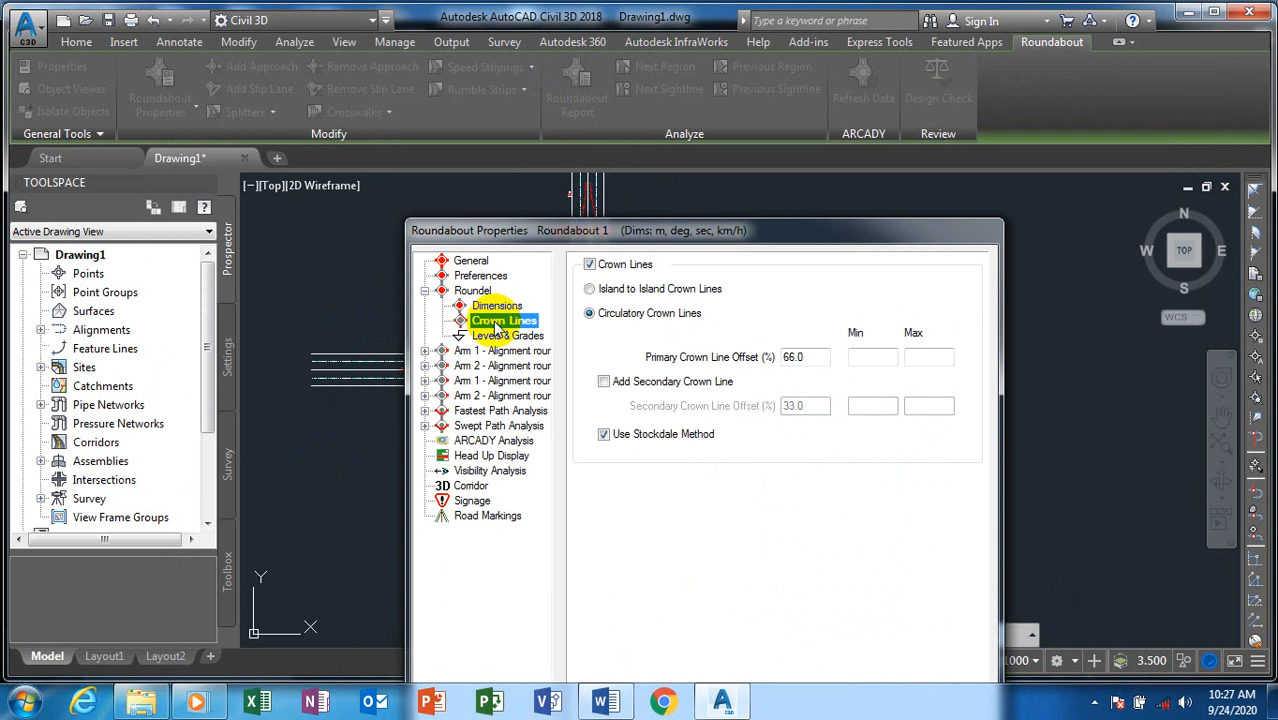 Civil 3D
Autodesk AutoCAD Civil 3D 2018 Drawing1.dwg
Type a keyword or phrase
Sign In
C3D
Home Insert Annotate Modify Analyze View Manage Output Survey Autodesk 360 Autodesk InfraWorks Help Add-ins Express Tools Featured Apps Roundabout
Properties
Object Viewer
Isolate Objects
General Tools
Roundabout Properties
Add Approach
Add Slip Lane
Splitters
Remove Approach
Remove Slip Lane
Crosswalks
Speed Stripings
Rumble Strips
Modify
Roundabout Report
Next Region
Next Sightline
Previous Region
Previous Sightline
Analyze
Refresh Data
ARCADY
Design Check
Review
Start
Drawing1*
TOOLSPACE
Active Drawing View
Drawing1
Points
Point Groups
Surfaces
Alignments
Feature Lines
Sites
Catchments
Pipe Networks
Pressure Networks
Corridors
Assemblies
Intersections
Survey
View Frame Groups
Prospector
Settings
Survey
Toolbox
[−][Top][2D Wireframe]
N
W TOP E
S
WCS
Y
X
Roundabout Properties Roundabout 1 (Dims: m, deg, sec, km/h)
General
Preferences
Roundel
Dimensions
Crown Lines
Levels & Grades
Arm 1 - Alignment rour
Arm 2 - Alignment rour
Arm 1 - Alignment rour
Arm 2 - Alignment rour
Fastest Path Analysis
Swept Path Analysis
ARCADY Analysis
Head Up Display
Visibility Analysis
3D Corridor
Signage
Road Markings
Crown Lines
Island to Island Crown Lines
Circulatory Crown Lines
Min Max
Primary Crown Line Offset (%) 66.0
Add Secondary Crown Line
Secondary Crown Line Offset (%) 33.0
Use Stockdale Method
Model Layout1 Layout2 +
1000
3.500
10:27 AM
9/24/2020